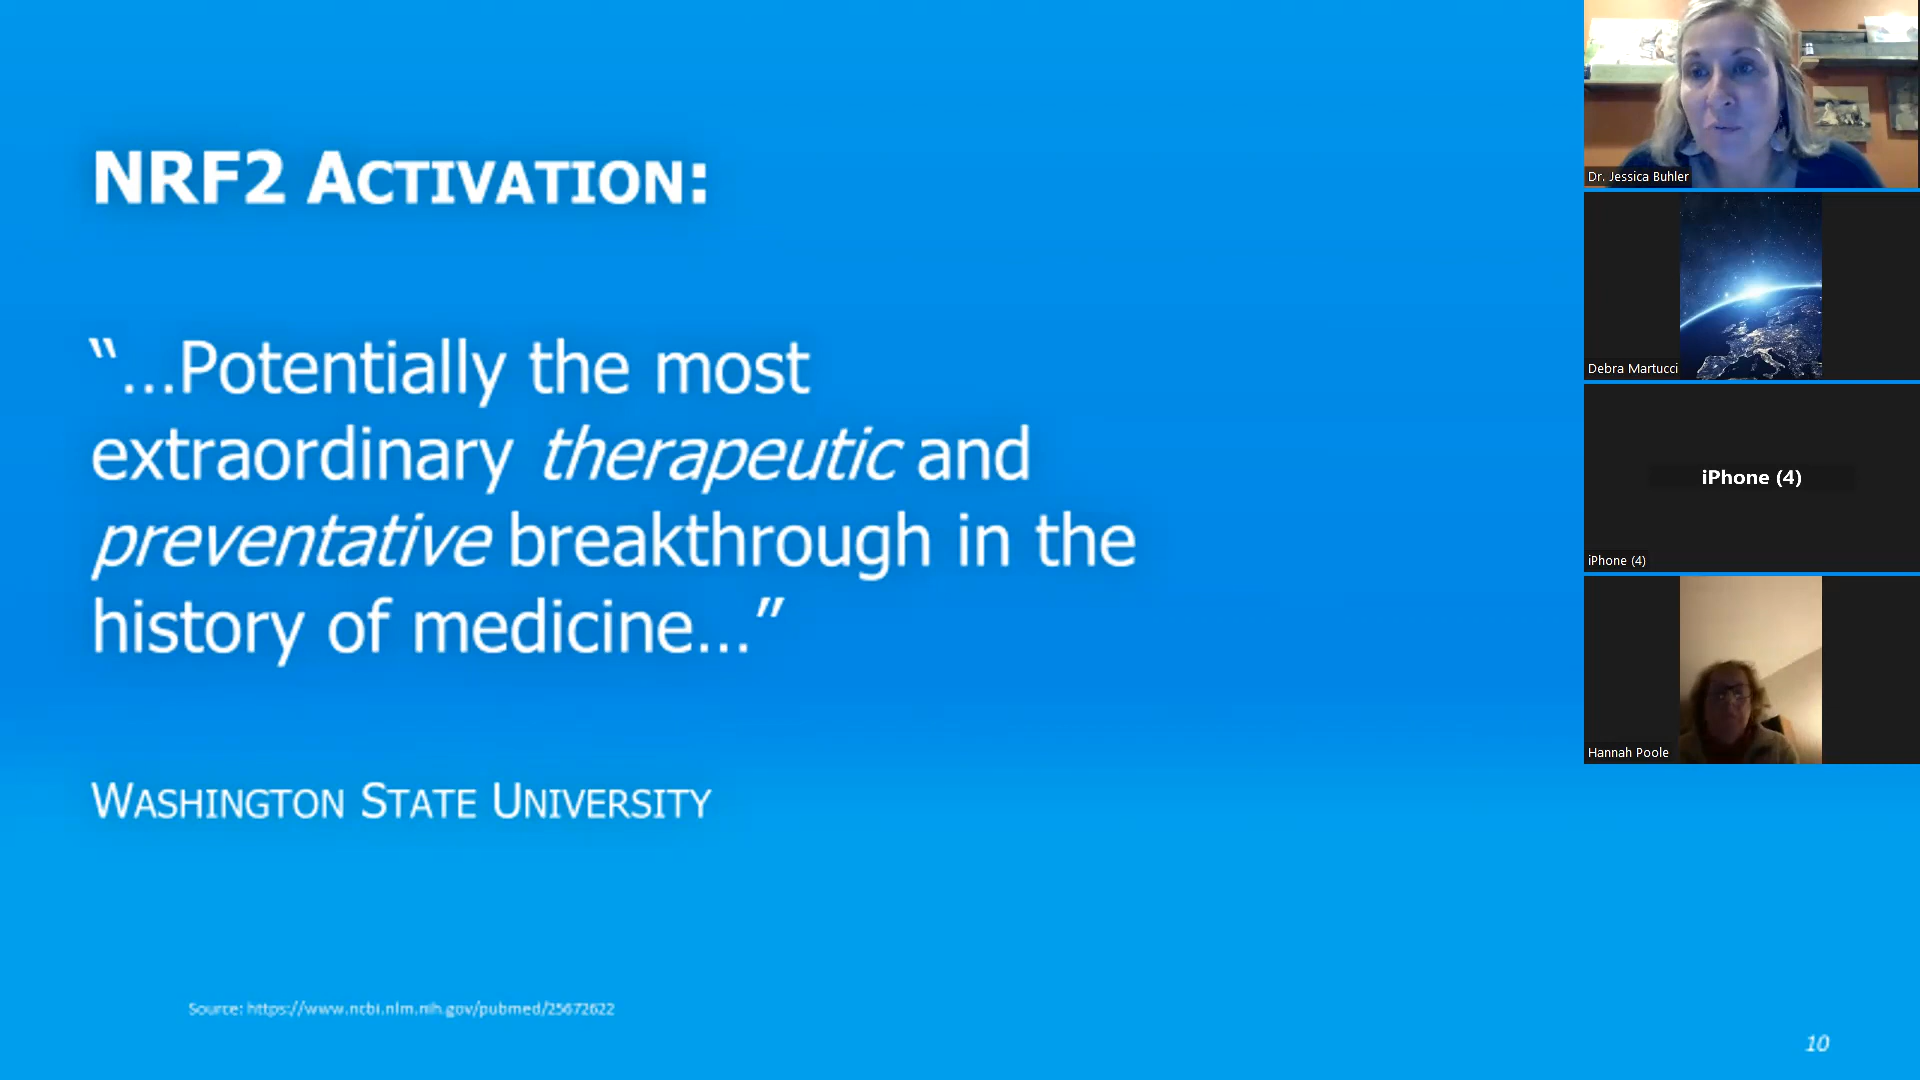 NRF2 ACTIVATION:
“...Potentially the most
extraordinary therapeutic and
preventative breakthrough in the
history of medicine...”
WASHINGTON STATE UNIVERSITY
Source: https://www.ncbi.nlm.nih.gov/pubmed/25672622
10
Dr. Jessica Buhler
Debra Martucci
iPhone (4)
iPhone (4)
Hannah Poole